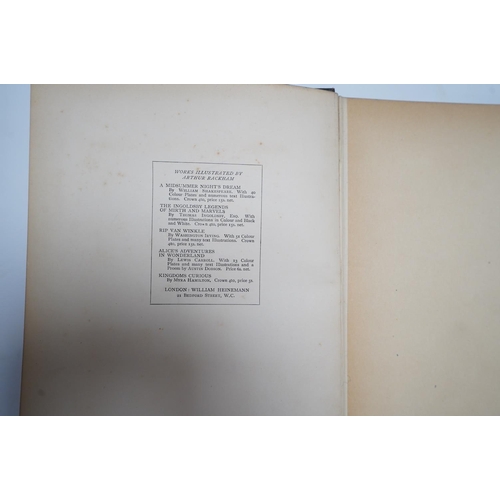 WORKS ILLUSTRATED BY
ARTHUR RACKHAM
A MIDSUMMER NIGHT'S DREAM
By William Shakespeare. With 40
Colour Plates and numerous text Illustra-
tions. Crown 4to, price 15s. net.
THE INGOLDSBY LEGENDS
OF MIRTH AND MARVELS
By Thomas Ingoldsby, Esq. With
numerous Illustrations in Colour and Black
and White. Crown 4to, price 15s. net.
RIP VAN WINKLE
By Washington Irving. With 50 Colour
Plates and many text Illustrations. Crown
4to, price 15s. net.
ALICE'S ADVENTURES
IN WONDERLAND
By Lewis Carroll. With 13 Colour
Plates and many text Illustrations and a
Poem by Austin Dobson. Price 6s. net.
KINGDOMS CURIOUS
By Myra Hamilton. Crown 4to, price 5s.
LONDON: WILLIAM HEINEMANN
21 Bedford Street, W.C.